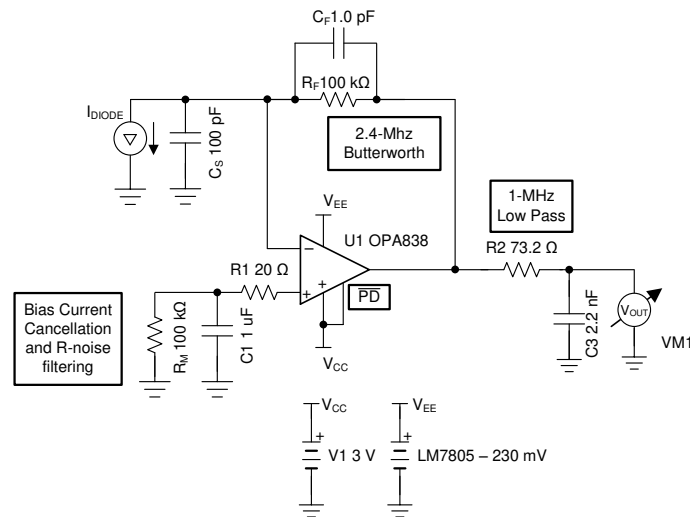 C_F 1.0 pF
R_F 100 kΩ
I_DIODE
C_S 100 pF
2.4-Mhz
Butterworth
V_EE
1-MHz
Low Pass
U1 OPA838
R2 73.2 Ω
R1 20 Ω
−
+
+
PD
Bias Current
Cancellation
and R-noise
filtering
R_M 100 kΩ
C1 1 uF
V_CC
C3 2.2 nF
V_OUT
VM1
V_CC
V_EE
+
+
V1 3 V
LM7805 – 230 mV